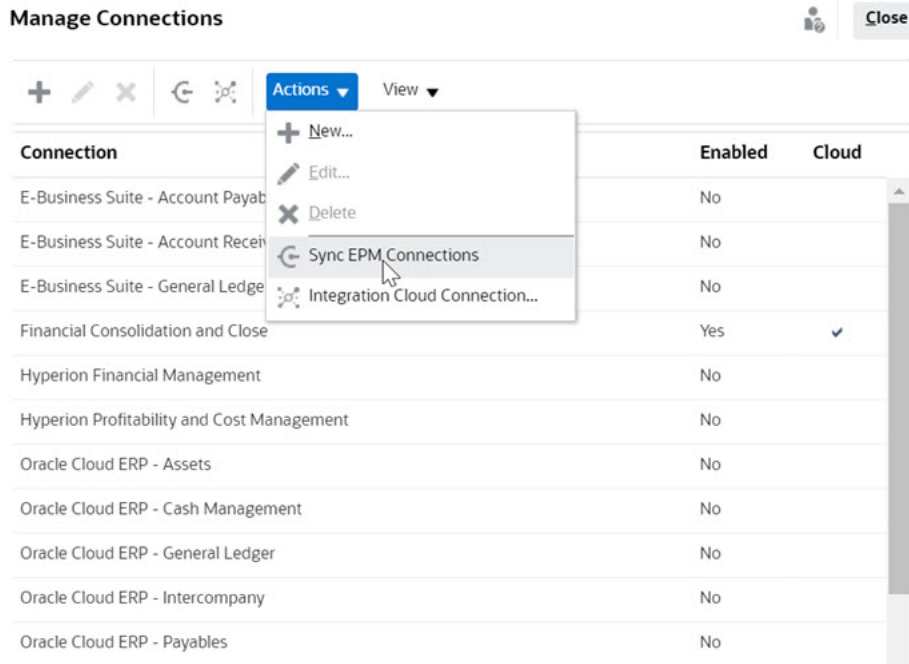 Manage Connections
Close
Actions View
New...
Connection Enabled Cloud
Edit...
E-Business Suite - Account Payab No
Delete
E-Business Suite - Account Receiv No
Sync EPM Connections
E-Business Suite - General Ledge No
Integration Cloud Connection...
Financial Consolidation and Close Yes
Hyperion Financial Management No
Hyperion Profitability and Cost Management No
Oracle Cloud ERP - Assets No
Oracle Cloud ERP - Cash Management No
Oracle Cloud ERP - General Ledger No
Oracle Cloud ERP - Intercompany No
Oracle Cloud ERP - Payables No